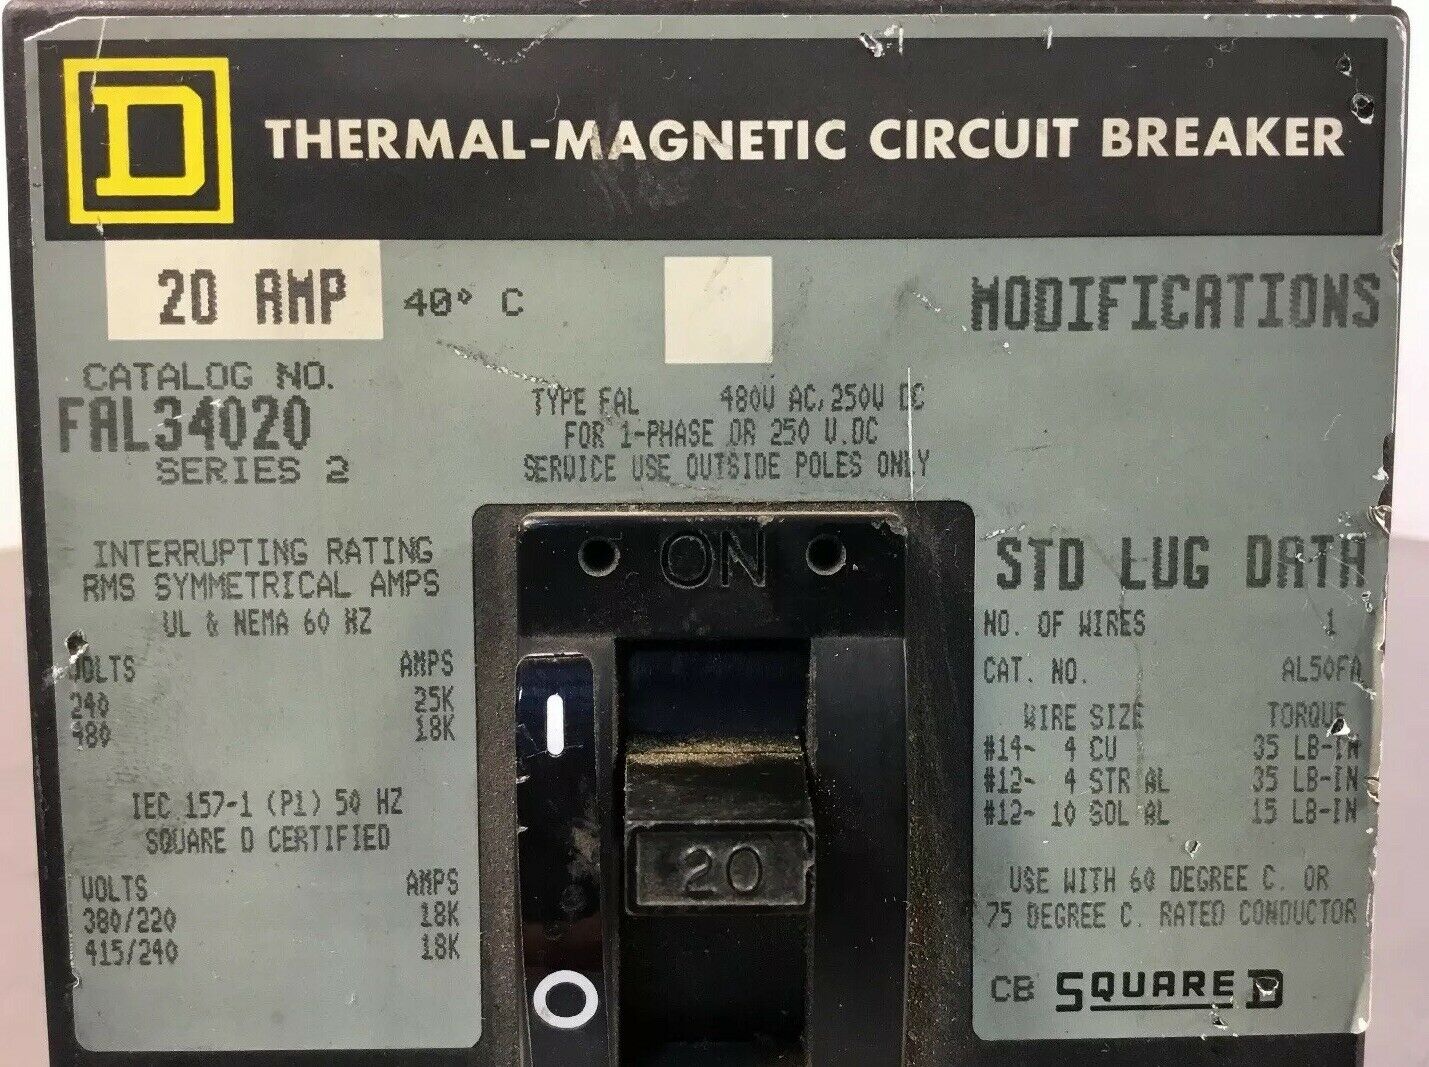 D
THERMAL-MAGNETIC CIRCUIT BREAKER
20 AMP 40° C
CATALOG NO.
FAL34020
SERIES 2
TYPE FAL 480V AC, 250V DC
FOR 1-PHASE OR 250 V.DC
SERVICE USE OUTSIDE POLES ONLY
MODIFICATIONS
INTERRUPTING RATING
RMS SYMMETRICAL AMPS
UL & NEMA 60 HZ
VOLTS AMPS
240 25K
480 18K
IEC 157-1 (P1) 50 HZ
SQUARE D CERTIFIED
VOLTS AMPS
380/220 18K
415/240 18K
ON
I
20
O
STD LUG DATA
NO. OF WIRES 1
CAT. NO. AL50FA
WIRE SIZE TORQUE
#14- 4 CU 35 LB-IN
#12- 4 STR AL 35 LB-IN
#12- 10 SOL AL 15 LB-IN
USE WITH 60 DEGREE C. OR
75 DEGREE C. RATED CONDUCTOR
CB SQUARE D